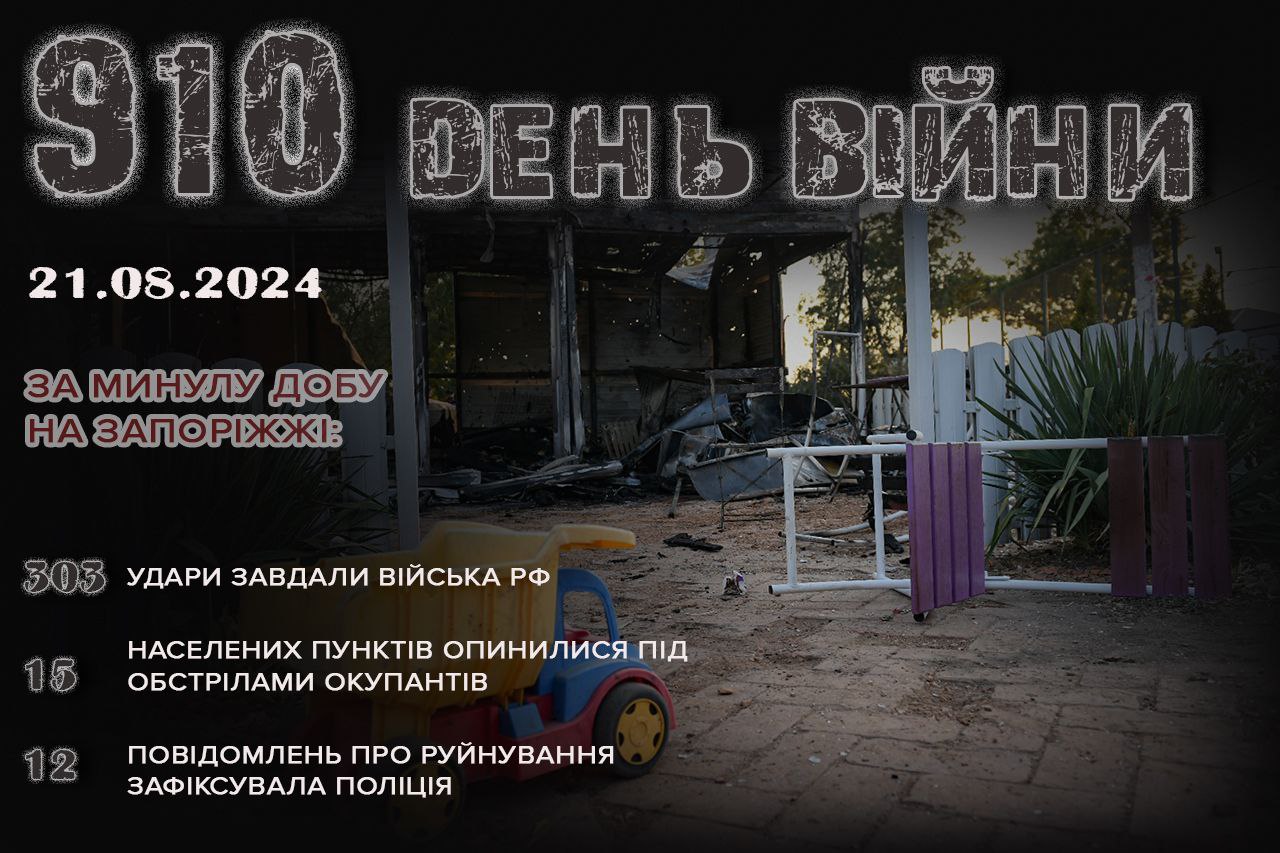 910 ДЕНЬ ВІЙНИ
21.08.2024
ЗА МИНУЛУ ДОБУ
НА ЗАПОРІЖЖІ:
303 УДАРИ ЗАВДАЛИ ВІЙСЬКА РФ
15 НАСЕЛЕНИХ ПУНКТІВ ОПИНИЛИСЯ ПІД
ОБСТРІЛАМИ ОКУПАНТІВ
12 ПОВІДОМЛЕНЬ ПРО РУЙНУВАННЯ
ЗАФІКСУВАЛА ПОЛІЦІЯ